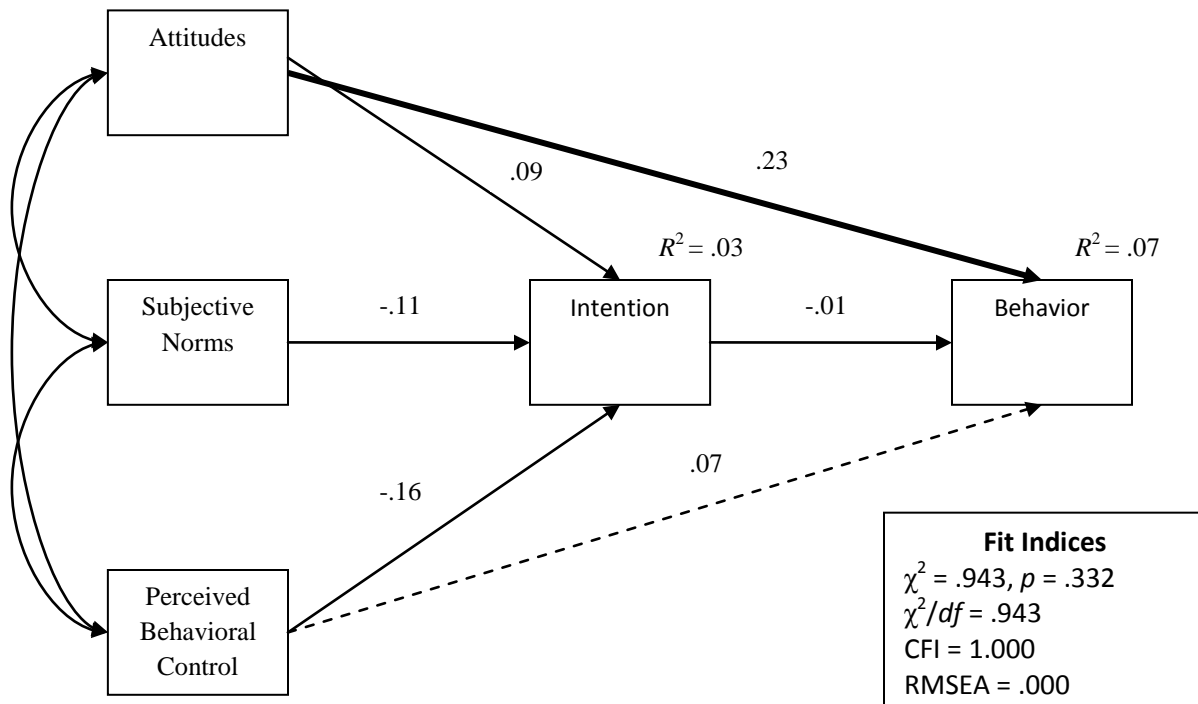 Attitudes
.09
.23
R² = .03
R² = .07
Subjective
Norms
-.11
Intention
-.01
Behavior
-.16
.07
Perceived
Behavioral
Control
Fit Indices
χ² = .943, p = .332
χ²/df = .943
CFI = 1.000
RMSEA = .000